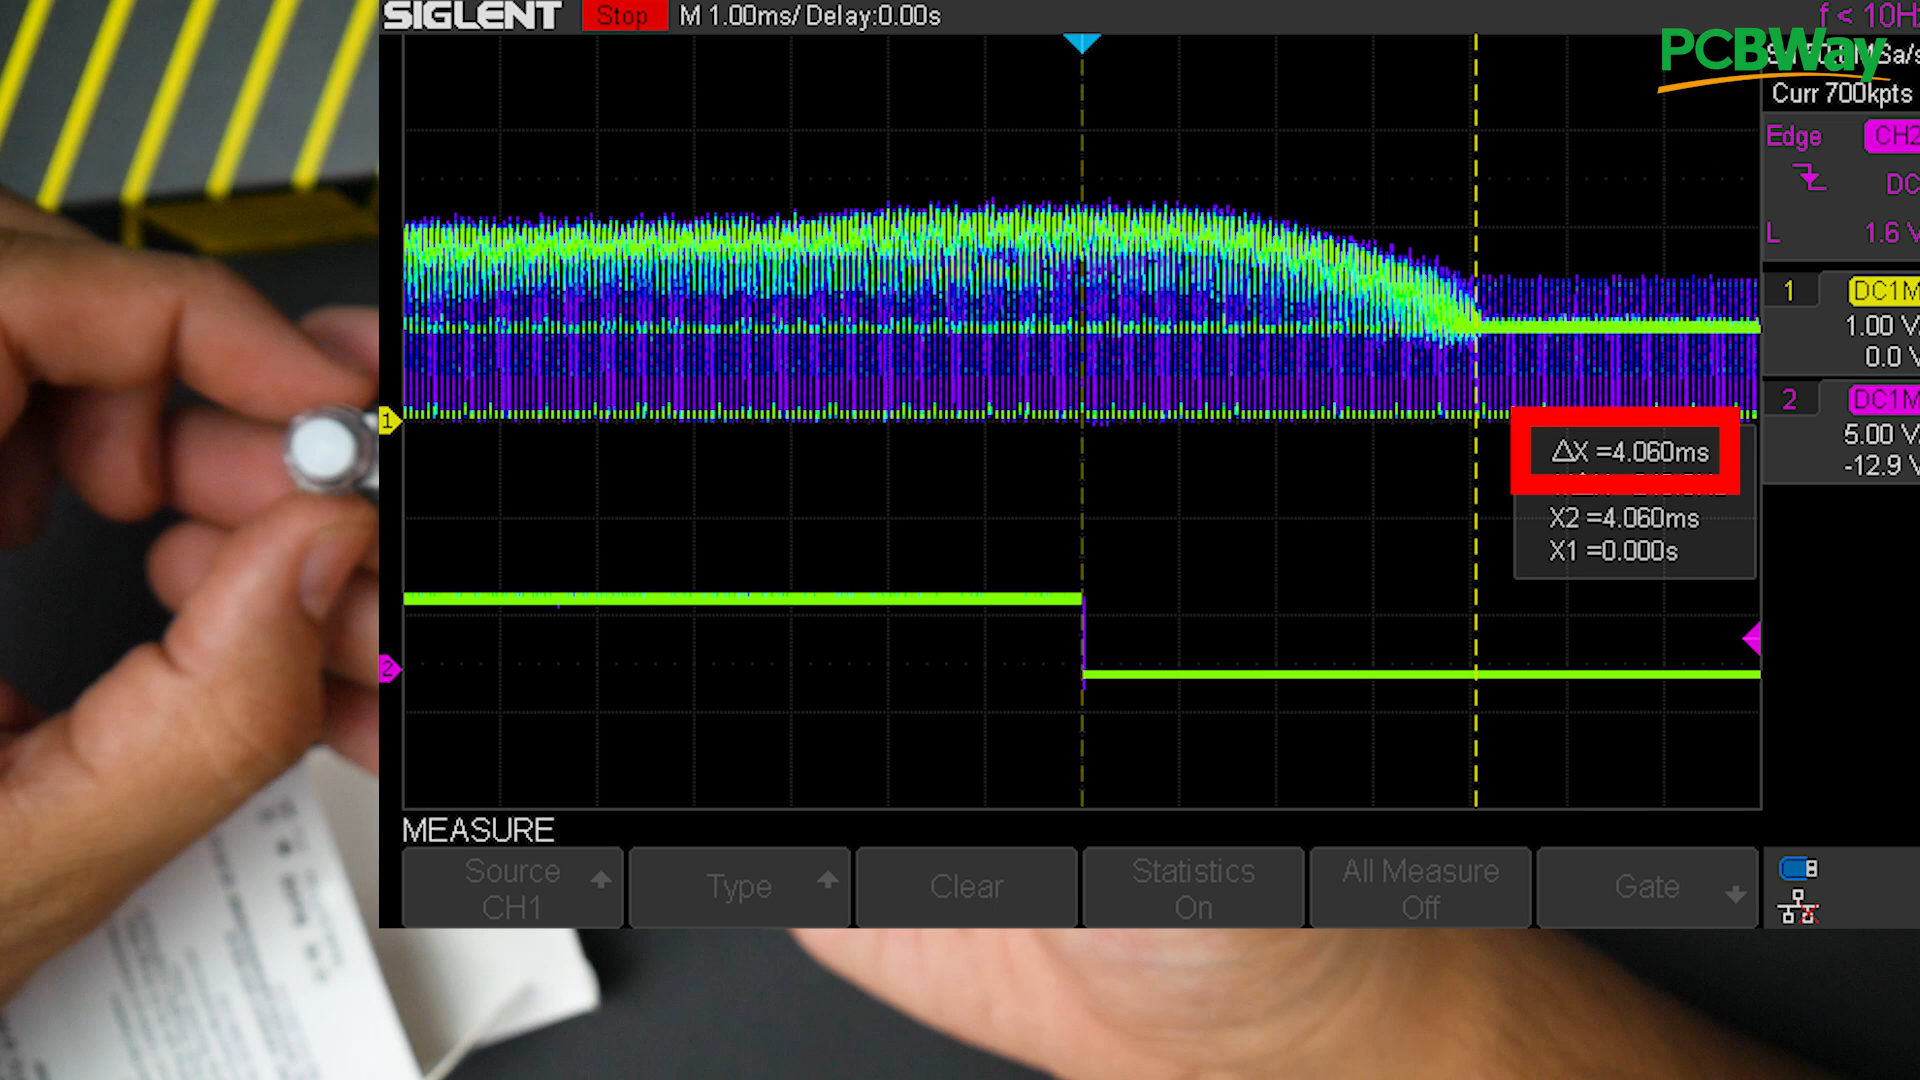 SIGLENT Stop M 1.00ms/ Delay:0.00s
f < 10H
PCBWay
Curr 700kpts
Edge CH2
DC
L 1.6 V
1 DC1M
1.00 V
0.0 V
2 DC1M
5.00 V
-12.9 V
1
ΔX =4.060ms
X2 =4.060ms
X1 =0.000s
2
MEASURE
Source
CH1
Type
Clear
Statistics
On
All Measure
Off
Gate